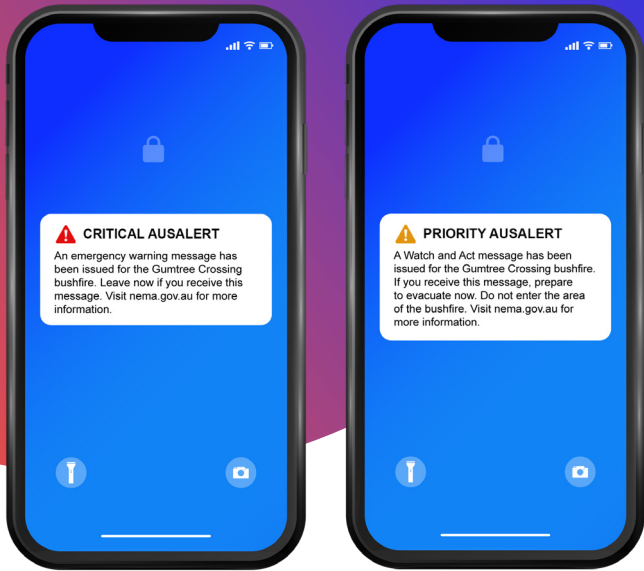 CRITICAL AUSALERT
An emergency warning message has
been issued for the Gumtree Crossing
bushfire. Leave now if you receive this
message. Visit nema.gov.au for more
information.
PRIORITY AUSALERT
A Watch and Act message has been
issued for the Gumtree Crossing bushfire.
If you receive this message, prepare
to evacuate now. Do not enter the area
of the bushfire. Visit nema.gov.au for
more information.